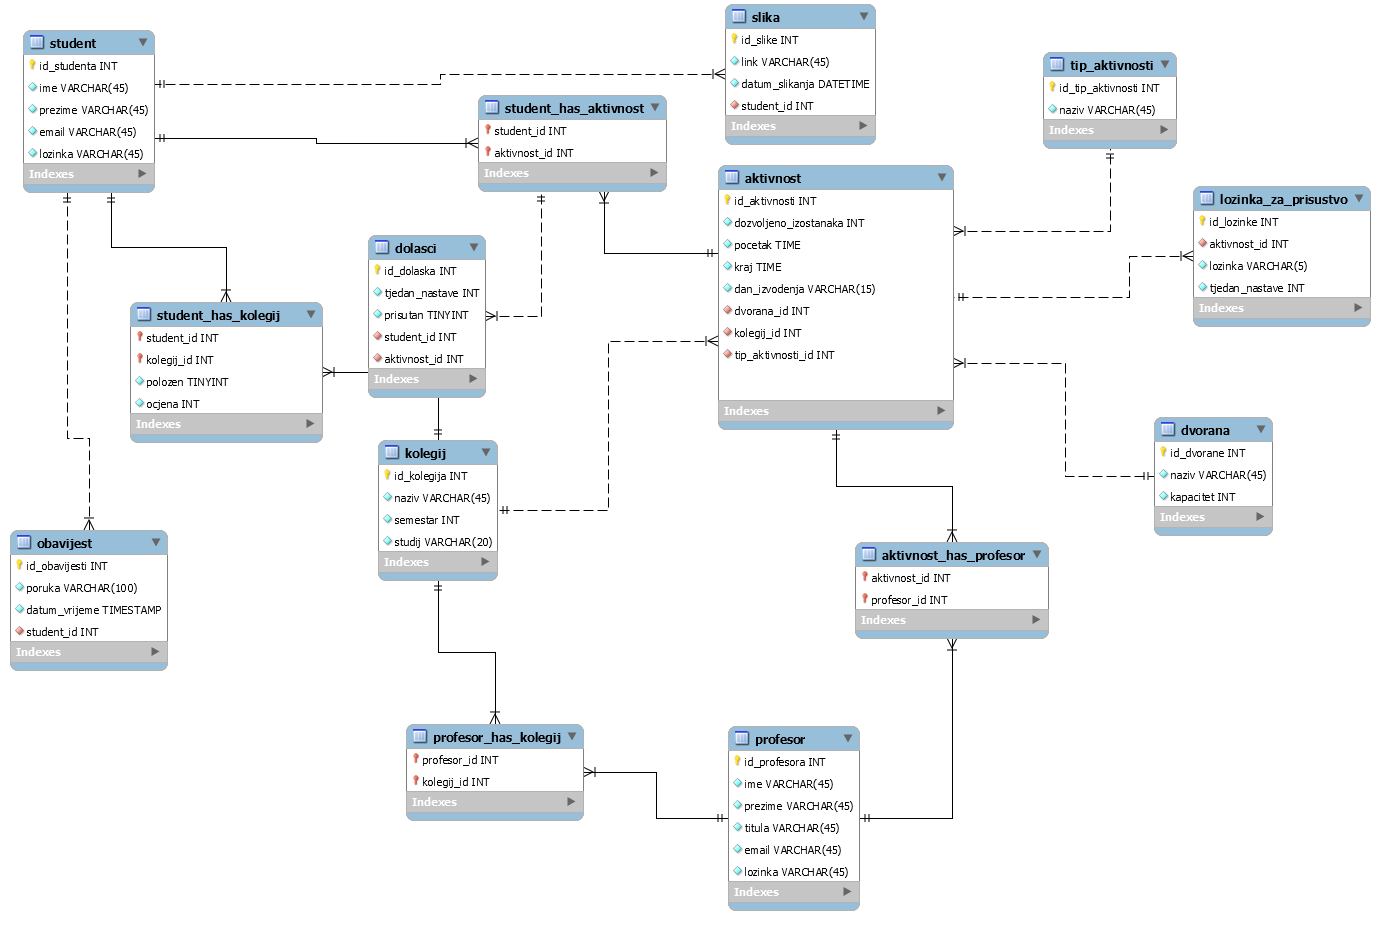 student
id_studenta INT
ime VARCHAR(45)
prezime VARCHAR(45)
email VARCHAR(45)
lozinka VARCHAR(45)
Indexes
slika
id_slike INT
link VARCHAR(45)
datum_slikanja DATETIME
student_id INT
Indexes
tip_aktivnosti
id_tip_aktivnosti INT
naziv VARCHAR(45)
Indexes
student_has_aktivnost
student_id INT
aktivnost_id INT
Indexes
aktivnost
id_aktivnosti INT
dozvoljeno_izostanaka INT
pocetak TIME
kraj TIME
dan_izvodenja VARCHAR(15)
dvorana_id INT
kolegij_id INT
tip_aktivnosti_id INT
Indexes
lozinka_za_prisustvo
id_lozinke INT
aktivnost_id INT
lozinka VARCHAR(5)
tjedan_nastave INT
Indexes
dolasci
id_dolaska INT
tjedan_nastave INT
prisutan TINYINT
student_id INT
aktivnost_id INT
Indexes
student_has_kolegij
student_id INT
kolegij_id INT
polozen TINYINT
ocjena INT
Indexes
kolegij
id_kolegija INT
naziv VARCHAR(45)
semestar INT
studij VARCHAR(20)
Indexes
dvorana
id_dvorane INT
naziv VARCHAR(45)
kapacitet INT
Indexes
obavijest
id_obavijesti INT
poruka VARCHAR(100)
datum_vrijeme TIMESTAMP
student_id INT
Indexes
aktivnost_has_profesor
aktivnost_id INT
profesor_id INT
Indexes
profesor_has_kolegij
profesor_id INT
kolegij_id INT
Indexes
profesor
id_profesora INT
ime VARCHAR(45)
prezime VARCHAR(45)
titula VARCHAR(45)
email VARCHAR(45)
lozinka VARCHAR(45)
Indexes